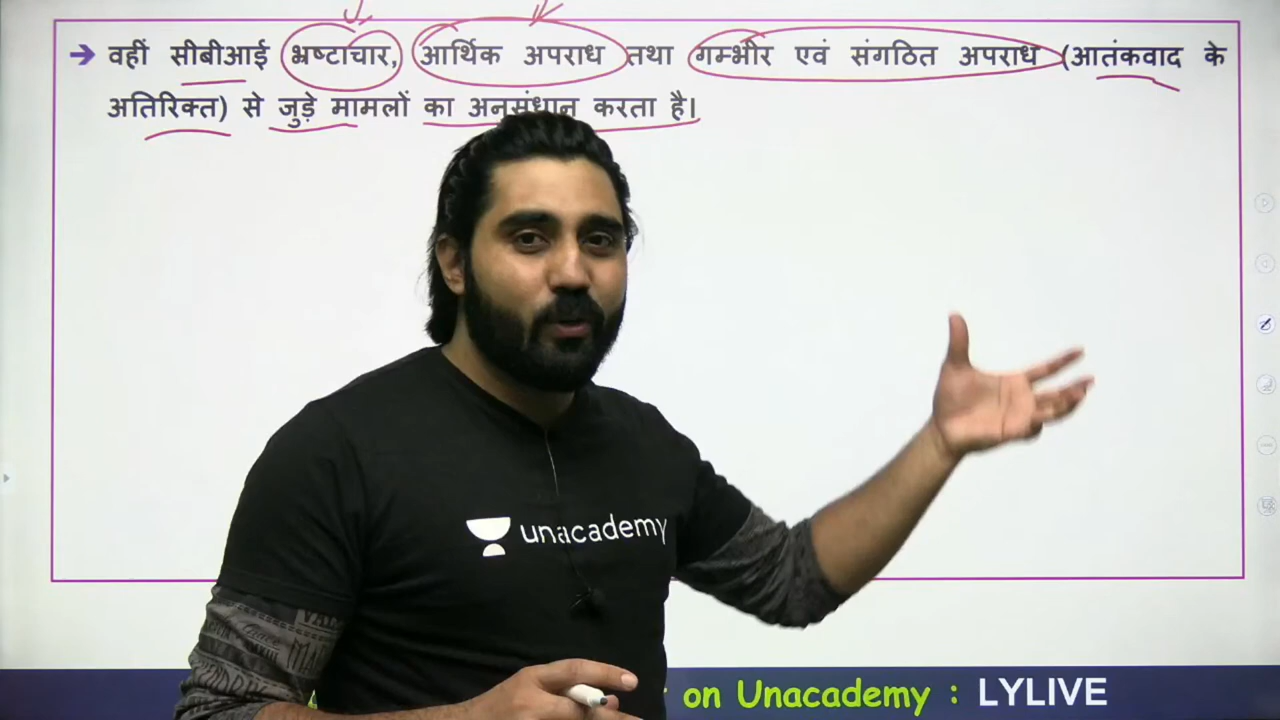 → वहीं सीबीआई भ्रष्टाचार, आर्थिक अपराध तथा गम्भीर एवं संगठित अपराध (आतंकवाद के
अतिरिक्त) से जुड़े मामलों का अनुसंधान करता है।
unacademy
on Unacademy : LYLIVE